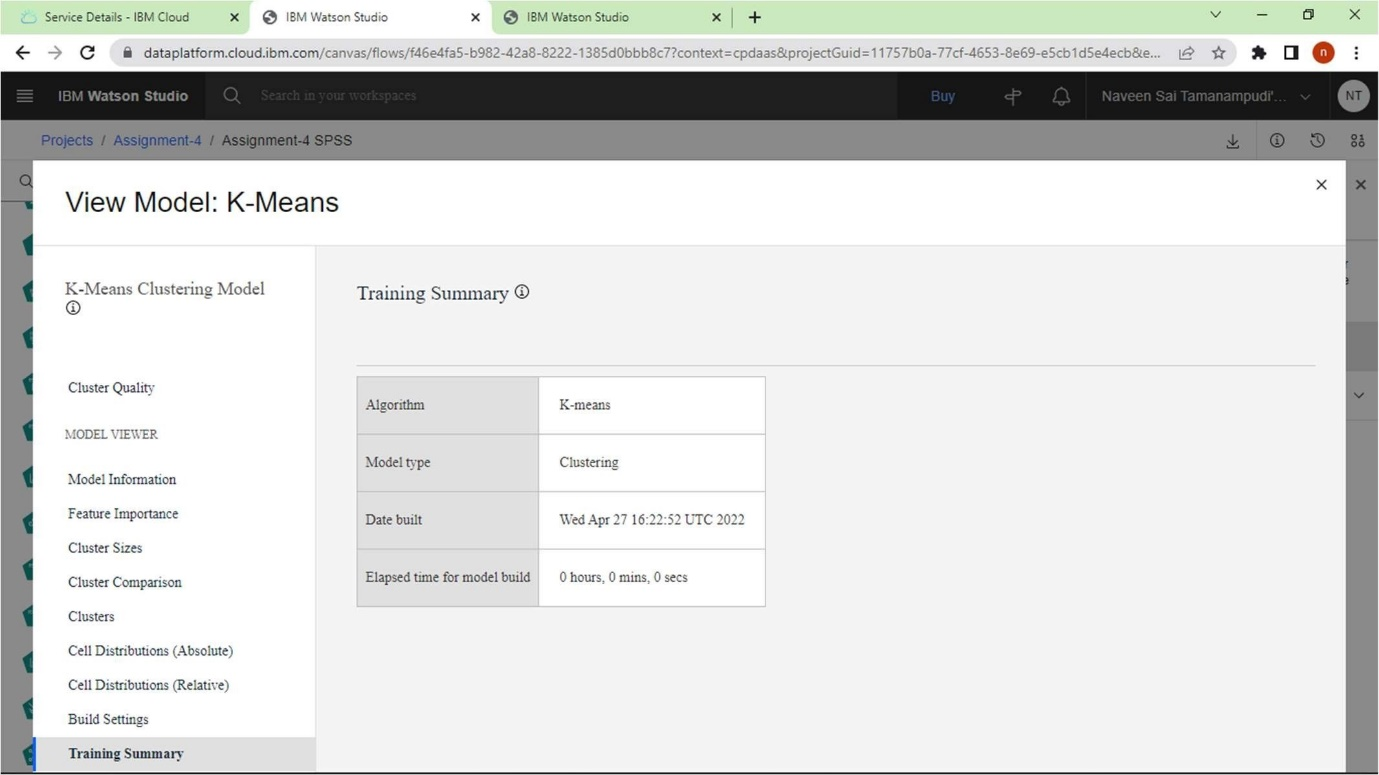 Service Details - IBM Cloud
IBM Watson Studio
IBM Watson Studio
dataplatform.cloud.ibm.com/canvas/flows/f46e4fa5-b982-42a8-8222-1385d0bbb8c7?context=cpdaas&projectGuid=11757b0a-77cf-4653-8e69-e5cb1d5e4ecb&e...
n
IBM Watson Studio
Search in your workspaces
Buy
Naveen Sai Tamanampudi'...
NT
Projects / Assignment-4 / Assignment-4 SPSS
View Model: K-Means
K-Means Clustering Model
Cluster Quality
MODEL VIEWER
Model Information
Feature Importance
Cluster Sizes
Cluster Comparison
Clusters
Cell Distributions (Absolute)
Cell Distributions (Relative)
Build Settings
Training Summary
Training Summary
Algorithm K-means
Model type Clustering
Date built Wed Apr 27 16:22:52 UTC 2022
Elapsed time for model build 0 hours, 0 mins, 0 secs